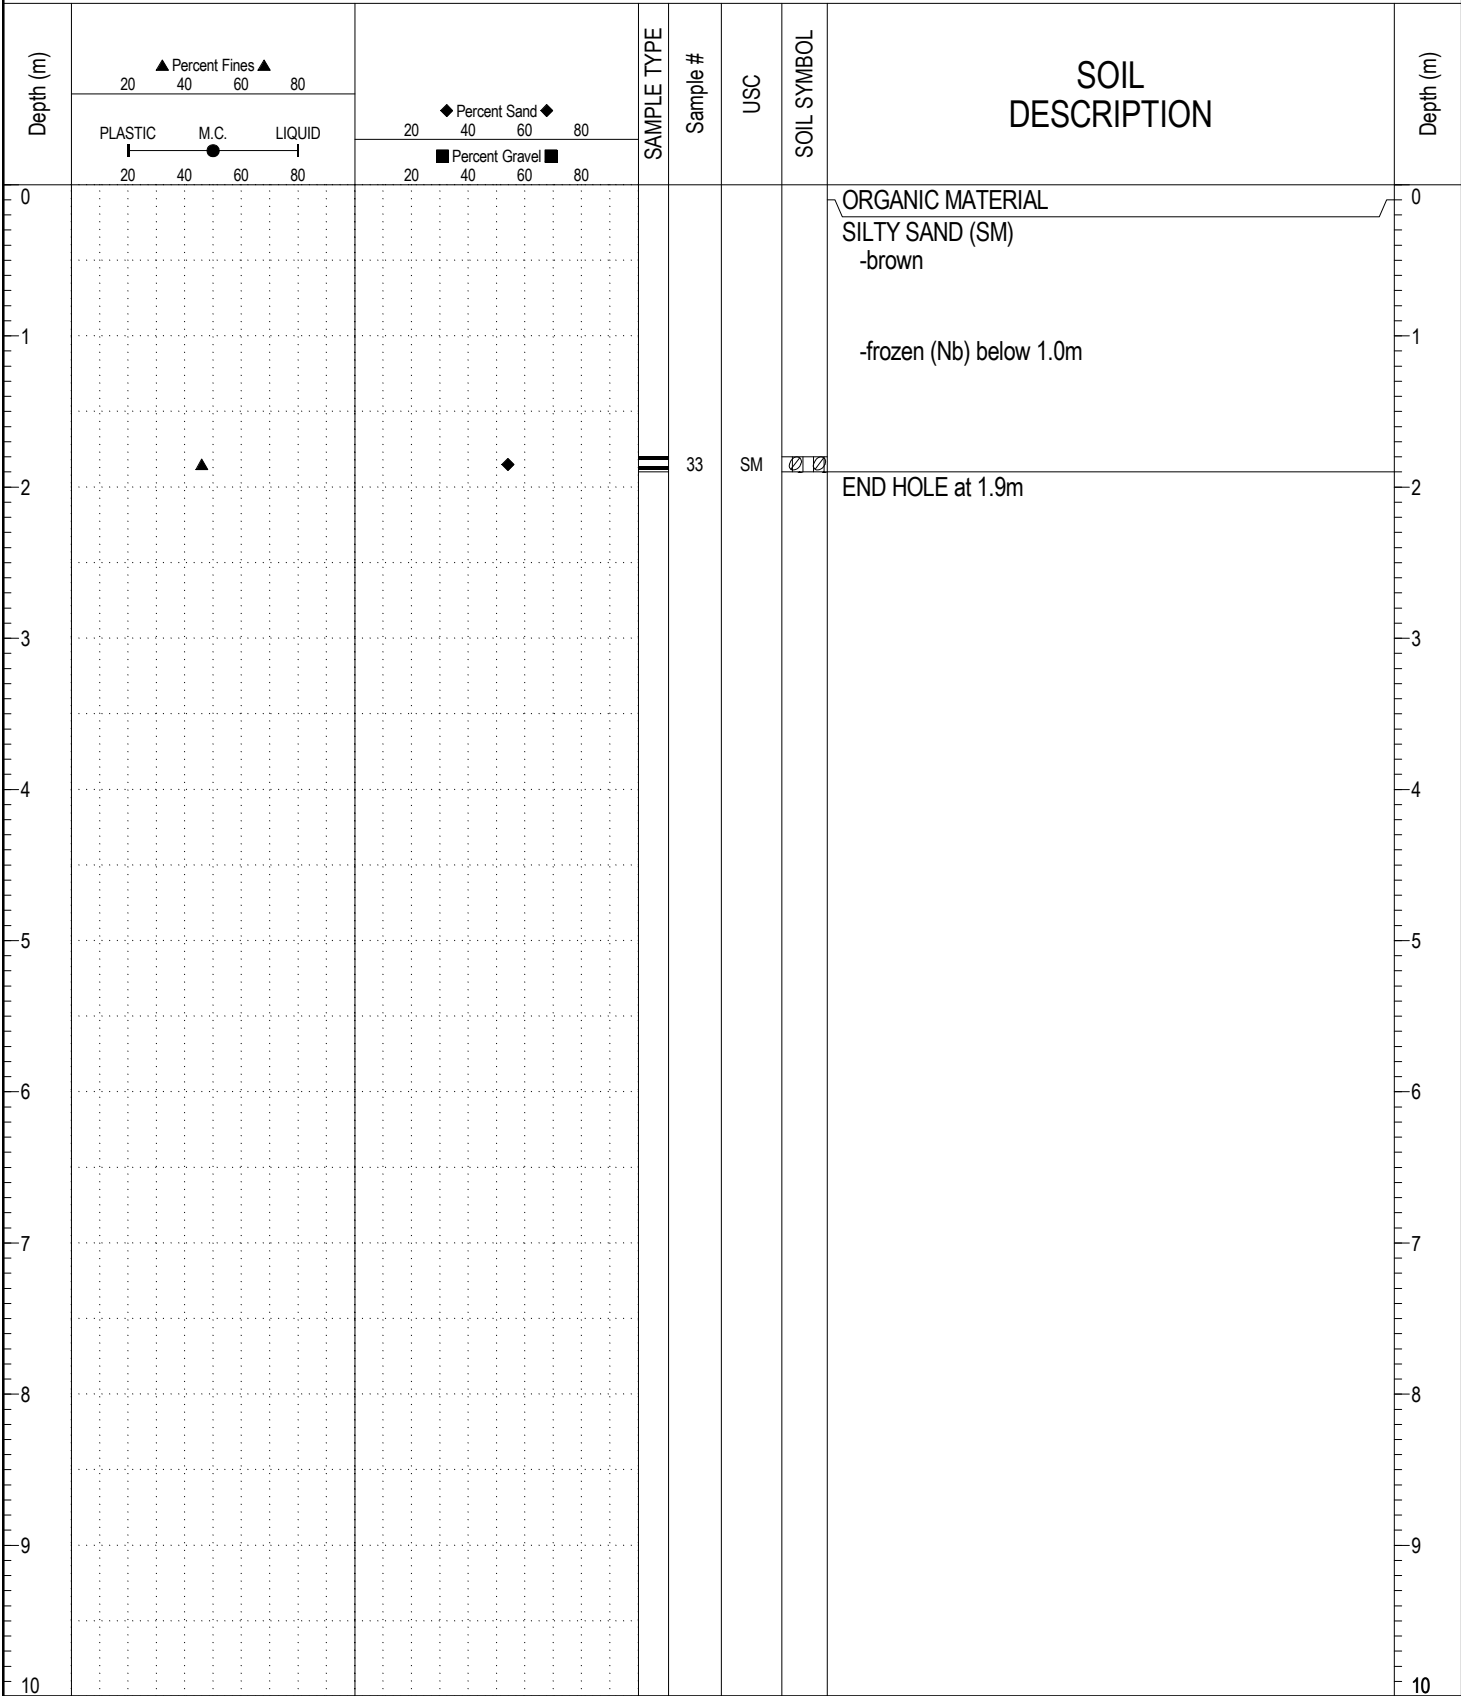 Depth (m)
▲ Percent Fines ▲
20 40 60 80
PLASTIC M.C. LIQUID
20 40 60 80
◆ Percent Sand ◆
20 40 60 80
■ Percent Gravel ■
20 40 60 80
SAMPLE TYPE
Sample #
USC
SOIL SYMBOL
SOIL
DESCRIPTION
Depth (m)
0 ORGANIC MATERIAL 0
SILTY SAND (SM)
-brown
1 1
-frozen (Nb) below 1.0m
33 SM
2 END HOLE at 1.9m 2
3 3
4 4
5 5
6 6
7 7
8 8
9 9
10 10